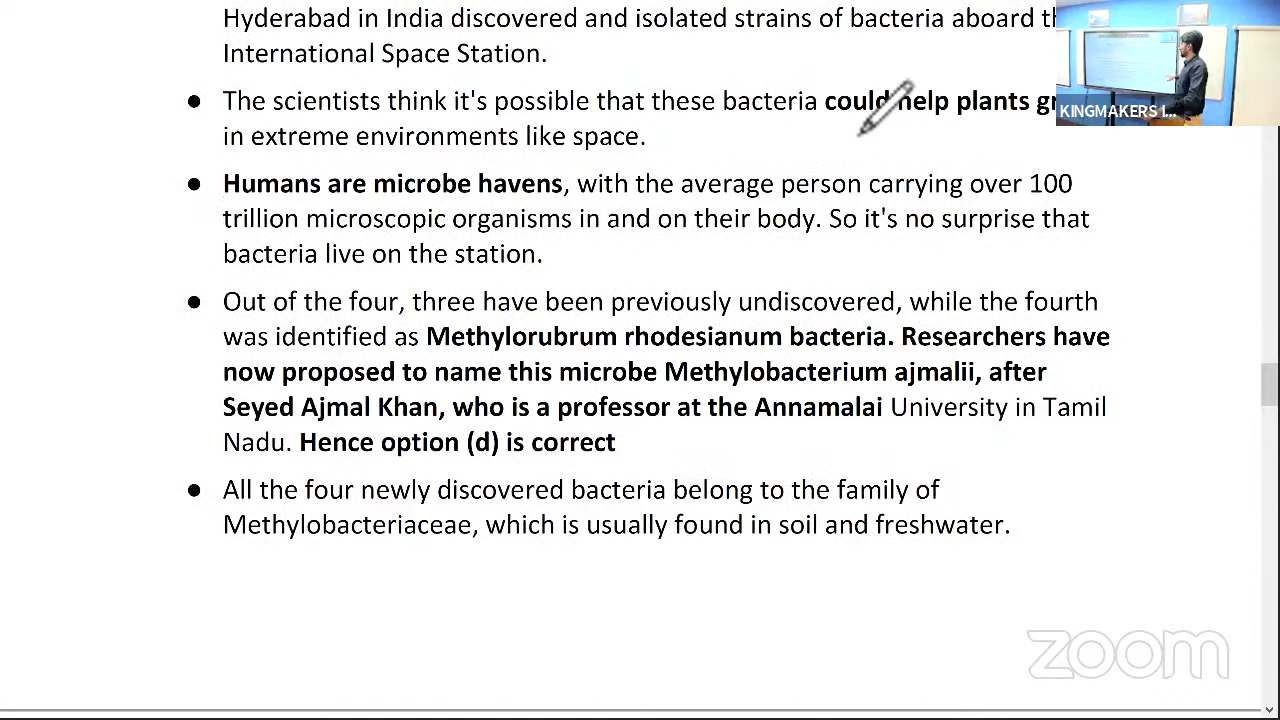 Hyderabad in India discovered and isolated strains of bacteria aboard
International Space Station.
● The scientists think it's possible that these bacteria could help plants
in extreme environments like space.
KINGMAKERS I...
● Humans are microbe havens, with the average person carrying over 100
trillion microscopic organisms in and on their body. So it's no surprise that
bacteria live on the station.
● Out of the four, three have been previously undiscovered, while the fourth
was identified as Methylorubrum rhodesianum bacteria. Researchers have
now proposed to name this microbe Methylobacterium ajmalii, after
Seyed Ajmal Khan, who is a professor at the Annamalai University in Tamil
Nadu. Hence option (d) is correct
● All the four newly discovered bacteria belong to the family of
Methylobacteriaceae, which is usually found in soil and freshwater.
zoom